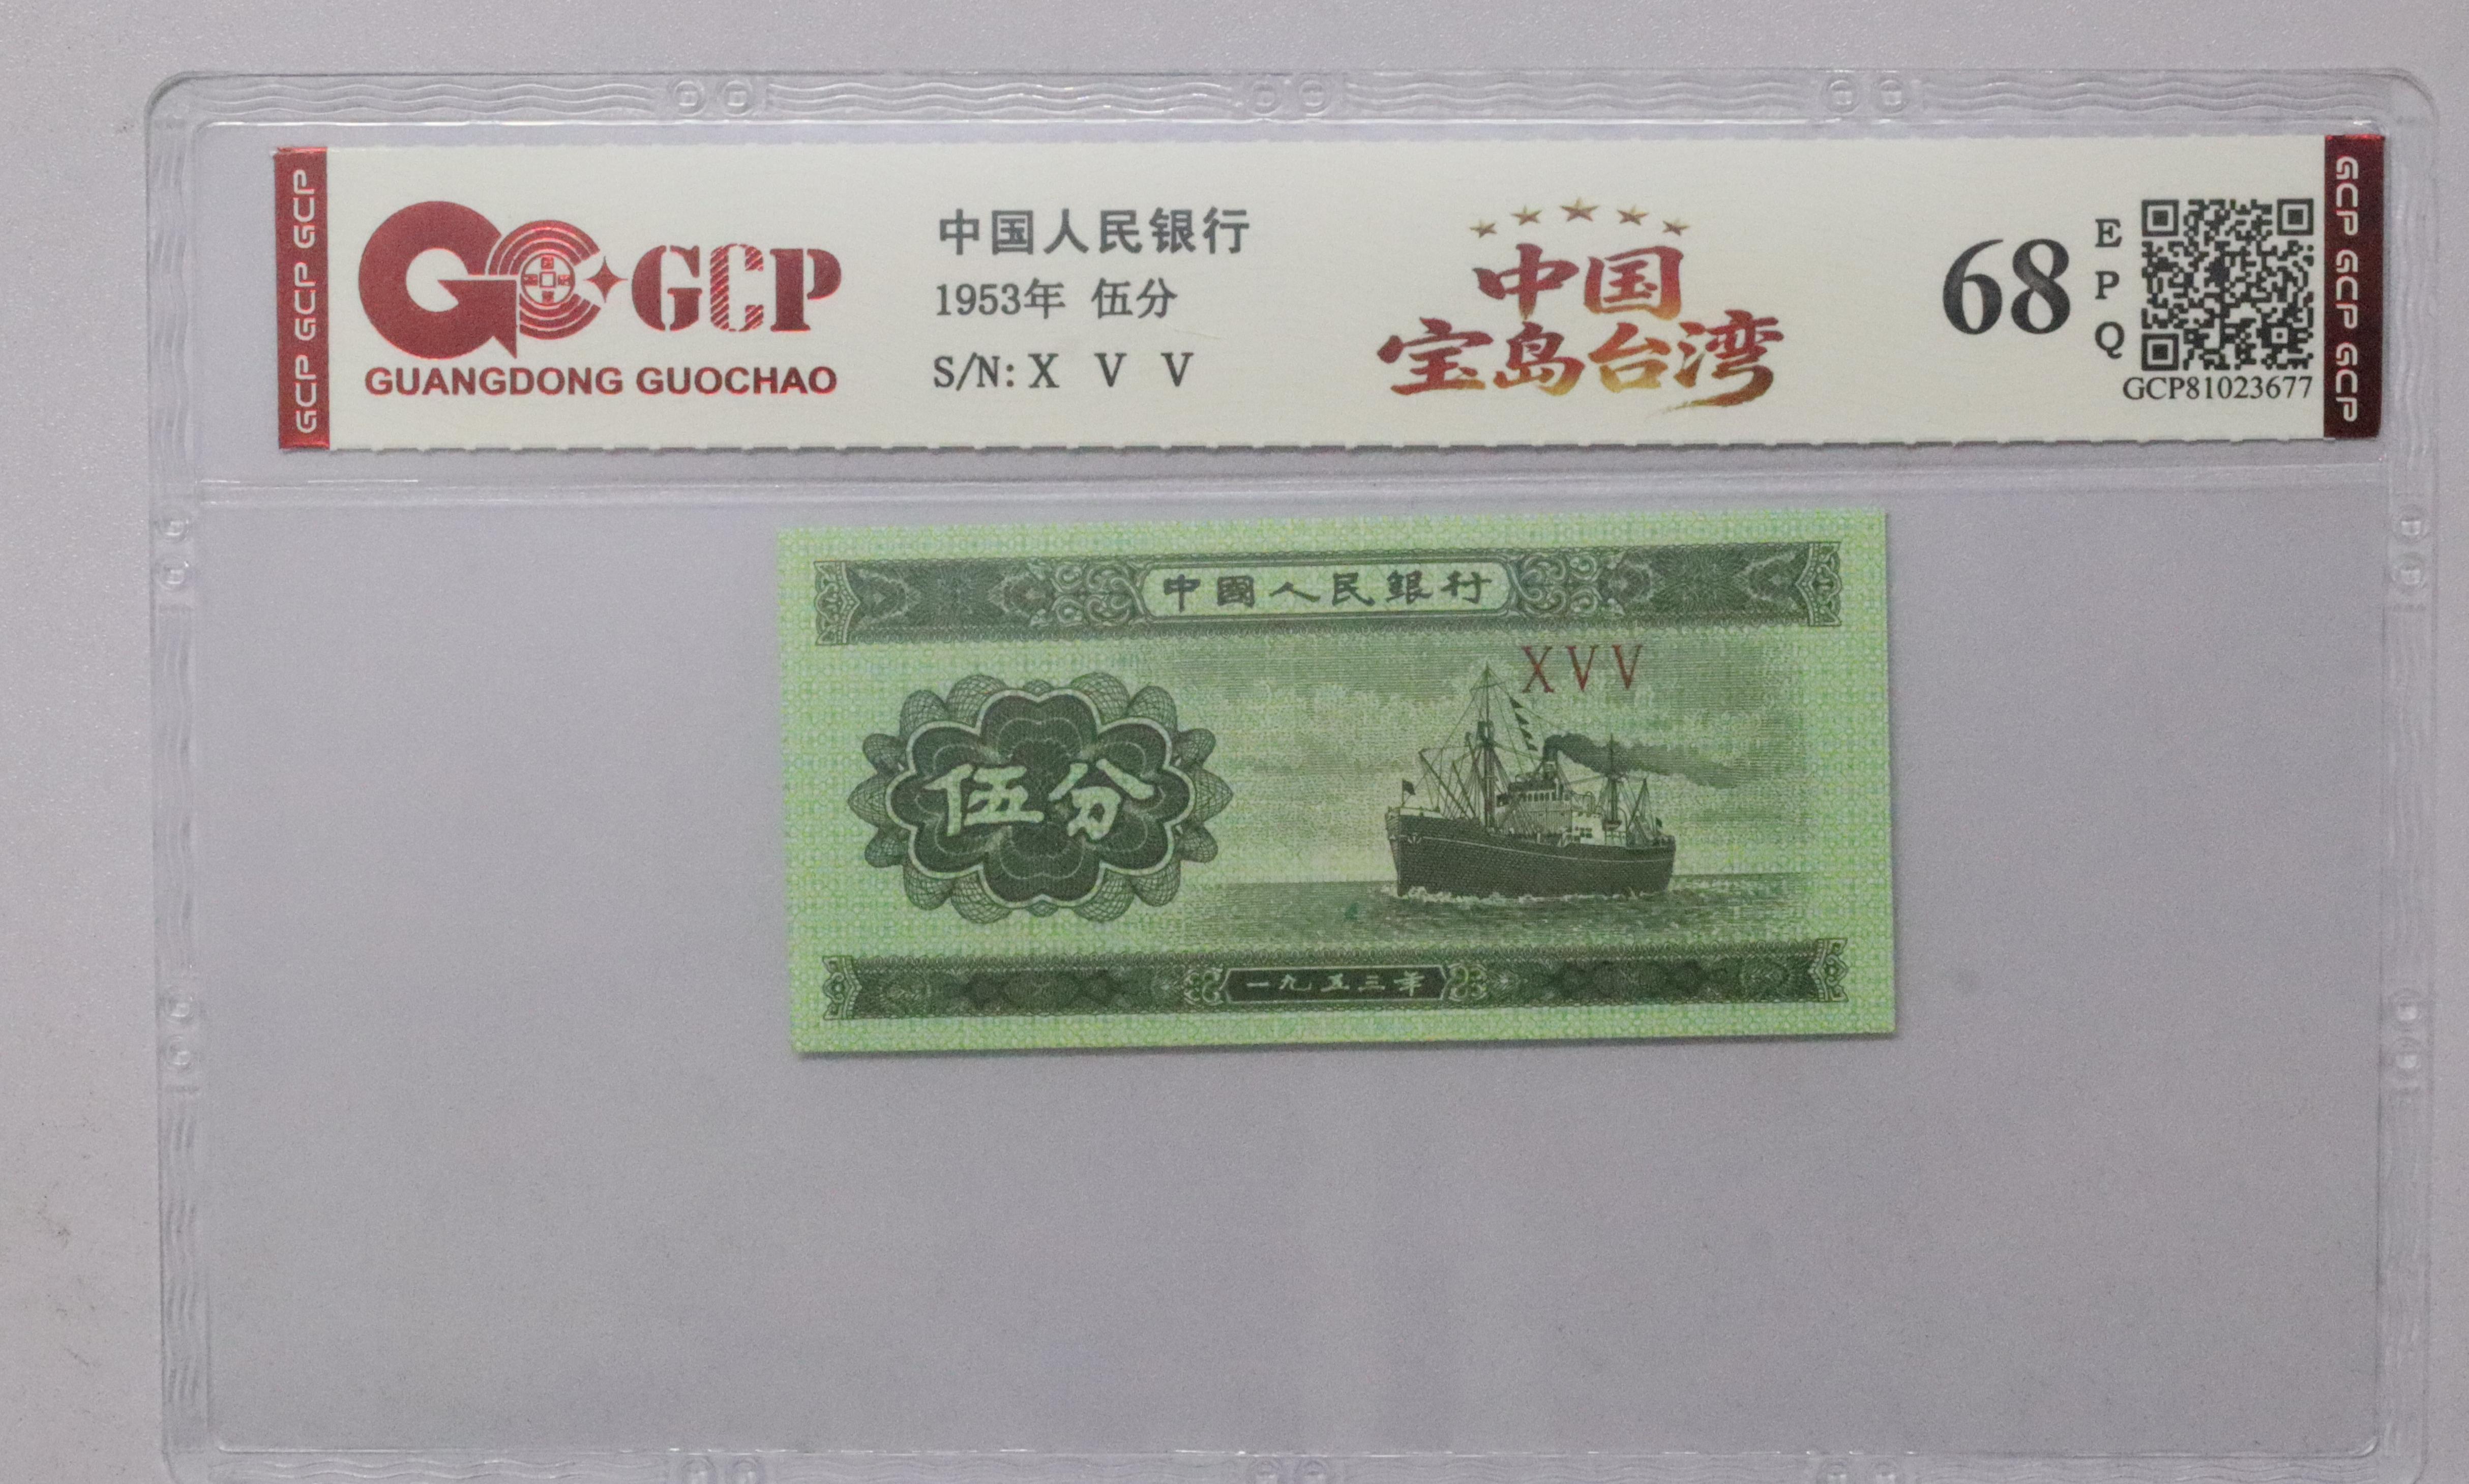 GCP GCP GCP
GCP
GUANGDONG GUOCHAO
中国人民银行
1953年 伍分
S/N: X V V
中国
宝岛台湾
68
EPQ
GCP81023677
GCP GCP GCP
中國人民銀行
XVV
伍分
一九五三年